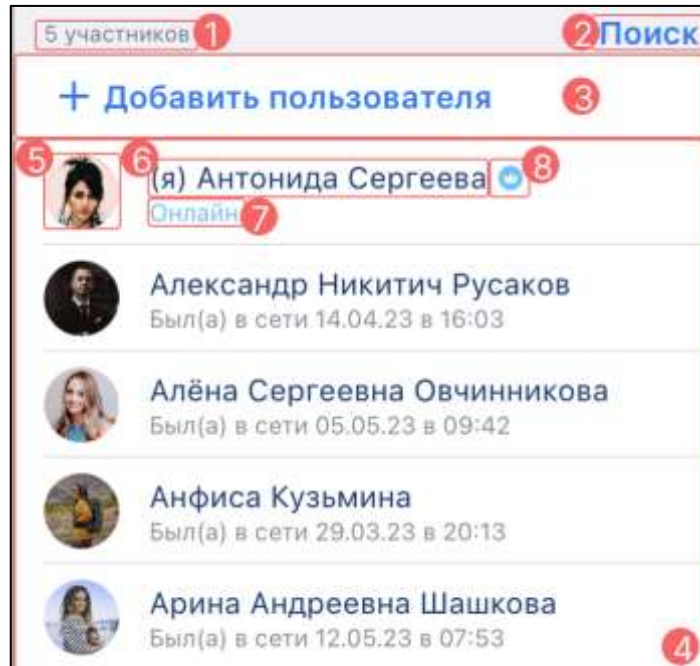 5 участников 1 2 Поиск
+ Добавить пользователя 3
5 6 (я) Антонида Сергеева 8
Онлайн 7
Александр Никитич Русаков
Был(а) в сети 14.04.23 в 16:03
Алёна Сергеевна Овчинникова
Был(а) в сети 05.05.23 в 09:42
Анфиса Кузьмина
Был(а) в сети 29.03.23 в 20:13
Арина Андреевна Шашкова
Был(а) в сети 12.05.23 в 07:53 4